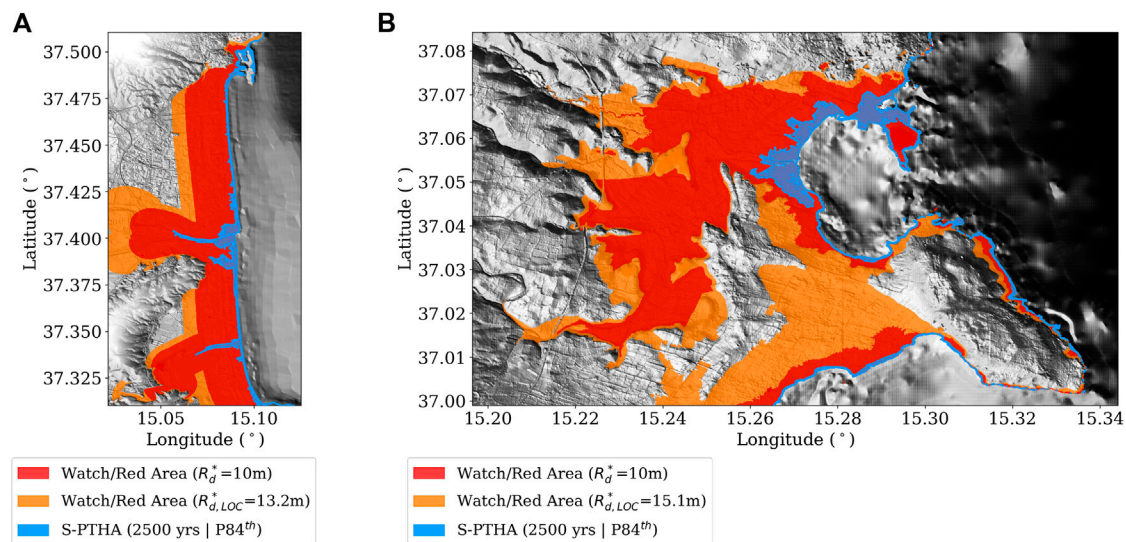 A
B
Latitude (°)
37.500
37.475
37.450
37.425
37.400
37.375
37.350
37.325
15.05 15.10
Longitude (°)
Watch/Red Area (R*d=10m)
Watch/Red Area (R*d,LOC=13.2m)
S-PTHA (2500 yrs | P84th)
Latitude (°)
37.08
37.07
37.06
37.05
37.04
37.03
37.02
37.01
37.00
15.20 15.22 15.24 15.26 15.28 15.30 15.32 15.34
Longitude (°)
Watch/Red Area (R*d=10m)
Watch/Red Area (R*d,LOC=15.1m)
S-PTHA (2500 yrs | P84th)